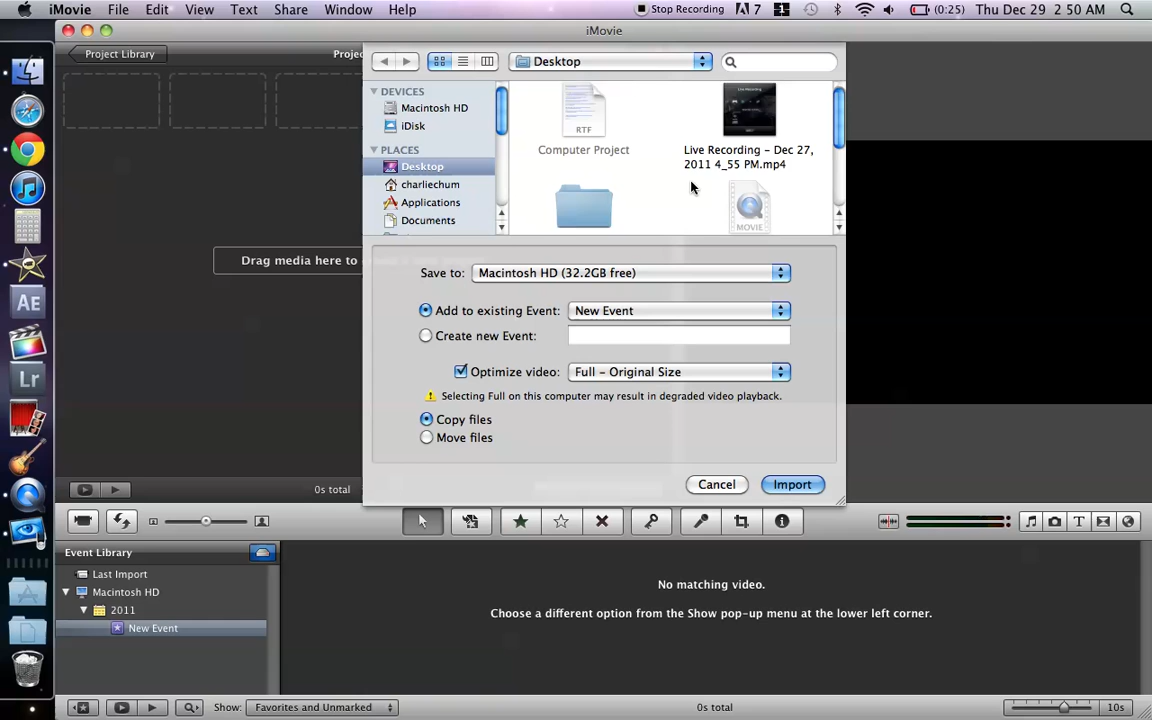 iMovie File Edit View Text Share Window Help Stop Recording 7 1 (0:25) Thu Dec 29 2:50 AM
iMovie
Project Library
Projec
Desktop
DEVICES
Macintosh HD
iDisk
PLACES
Desktop
charliechum
Applications
Documents
RTF
Computer Project
Live Recording
Live Recording – Dec 27,
2011 4_55 PM.mp4
MOVIE
Drag media here to
Save to: Macintosh HD (32.2GB free)
Add to existing Event: New Event
Create new Event:
Optimize video: Full – Original Size
Selecting Full on this computer may result in degraded video playback.
Copy files
Move files
Cancel Import
AE
Lr
0s total
Event Library
Last Import
Macintosh HD
2011
New Event
No matching video.
Choose a different option from the Show pop-up menu at the lower left corner.
Show: Favorites and Unmarked 0s total 10s